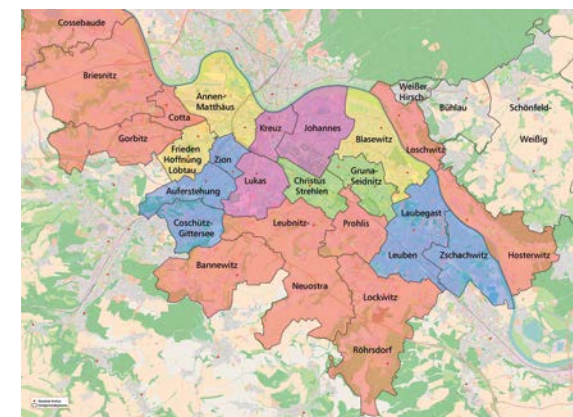 Cossebaude
Briesnitz
Annen-
Matthäus
Weißer
Hirsch-
Bühlau
Schönfeld-
Weißig
Cotta
Kreuz
Johannes
Gorbitz
Frieden
Hoffnung
Löbtau
Zion
Blasewitz
Loschwitz
Auferstehung
Lukas
Christus
Strehlen
Gruna-
Seidnitz
Coschütz-
Gittersee
Leubnitz-
Prohlis
Laubegast
Bannewitz
Leuben
Zschachwitz
Hosterwitz
Neuostra
Lockwitz
Röhrsdorf